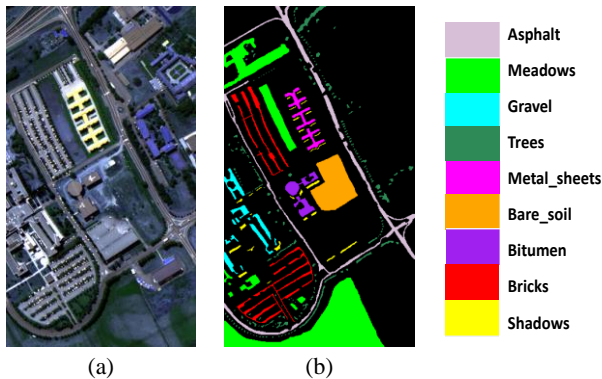 Asphalt
Meadows
Gravel
Trees
Metal_sheets
Bare_soil
Bitumen
Bricks
Shadows
(a)
(b)